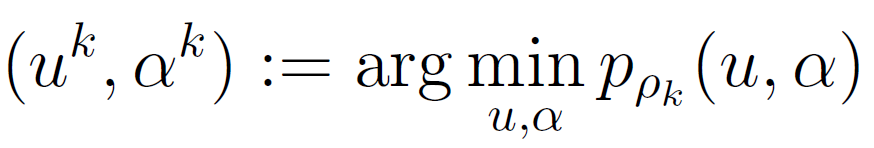 (u^k, α^k) := arg min_{u,α} p_{ρ_k}(u, α)